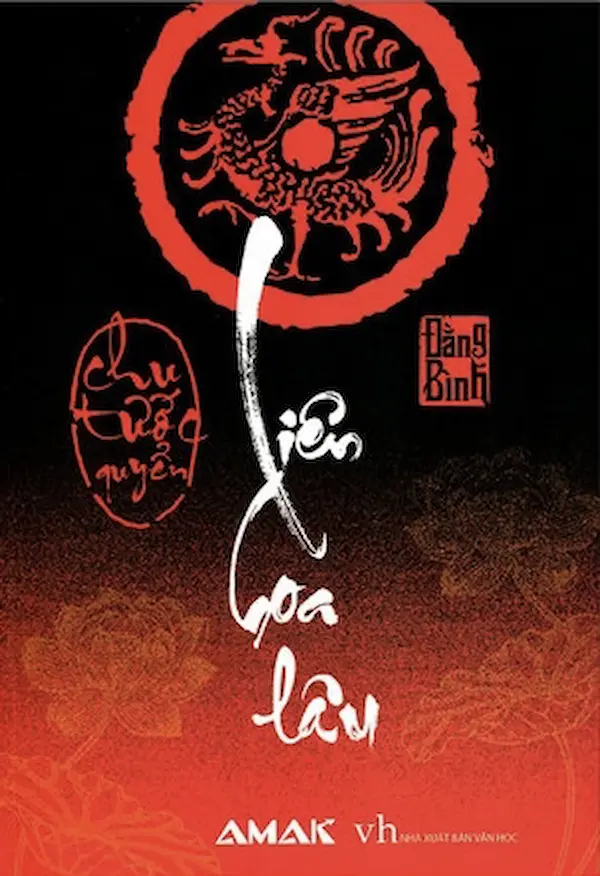 Đằng
Bình
chu
tước
quyển
Liên
hoa
lâu
AMAK
vh NHÀ XUẤT BẢN VĂN HỌC